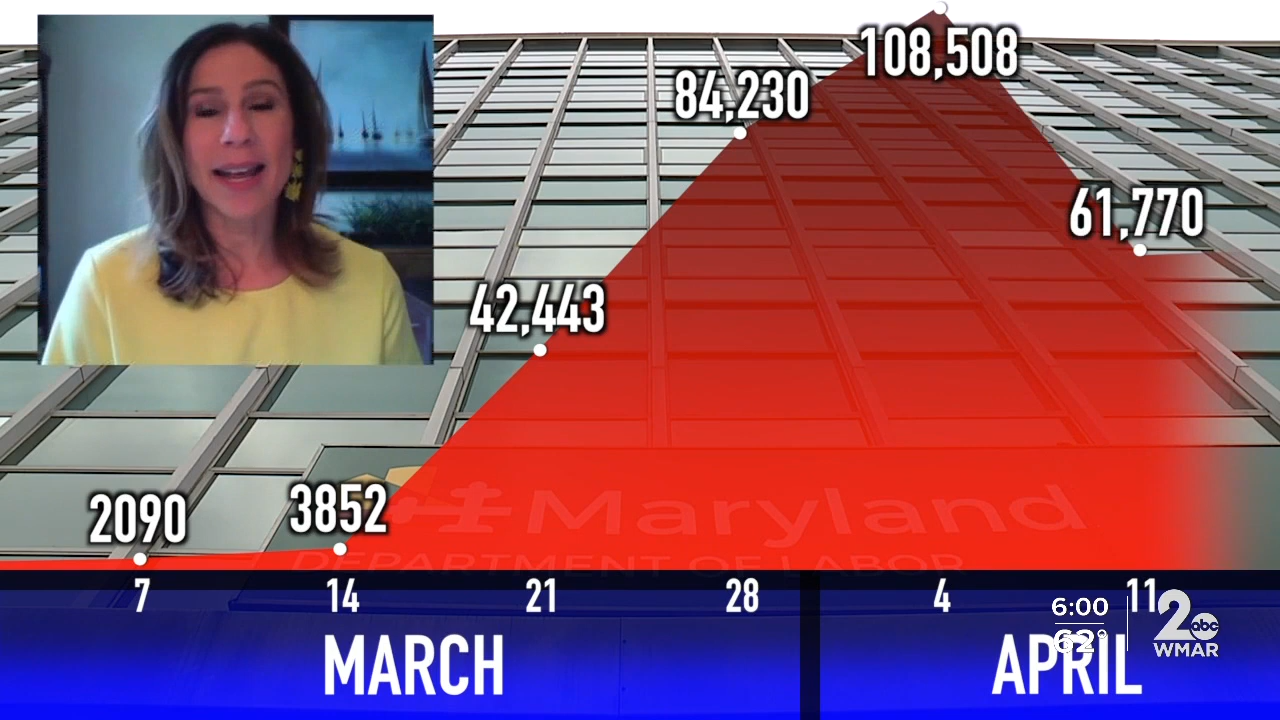 108,508
84,230
61,770
42,443
2090
3852
Maryland
DEPARTMENT OF LABOR
7
14
21
28
4
11
6:00
62°
2 abc
WMAR
MARCH
APRIL